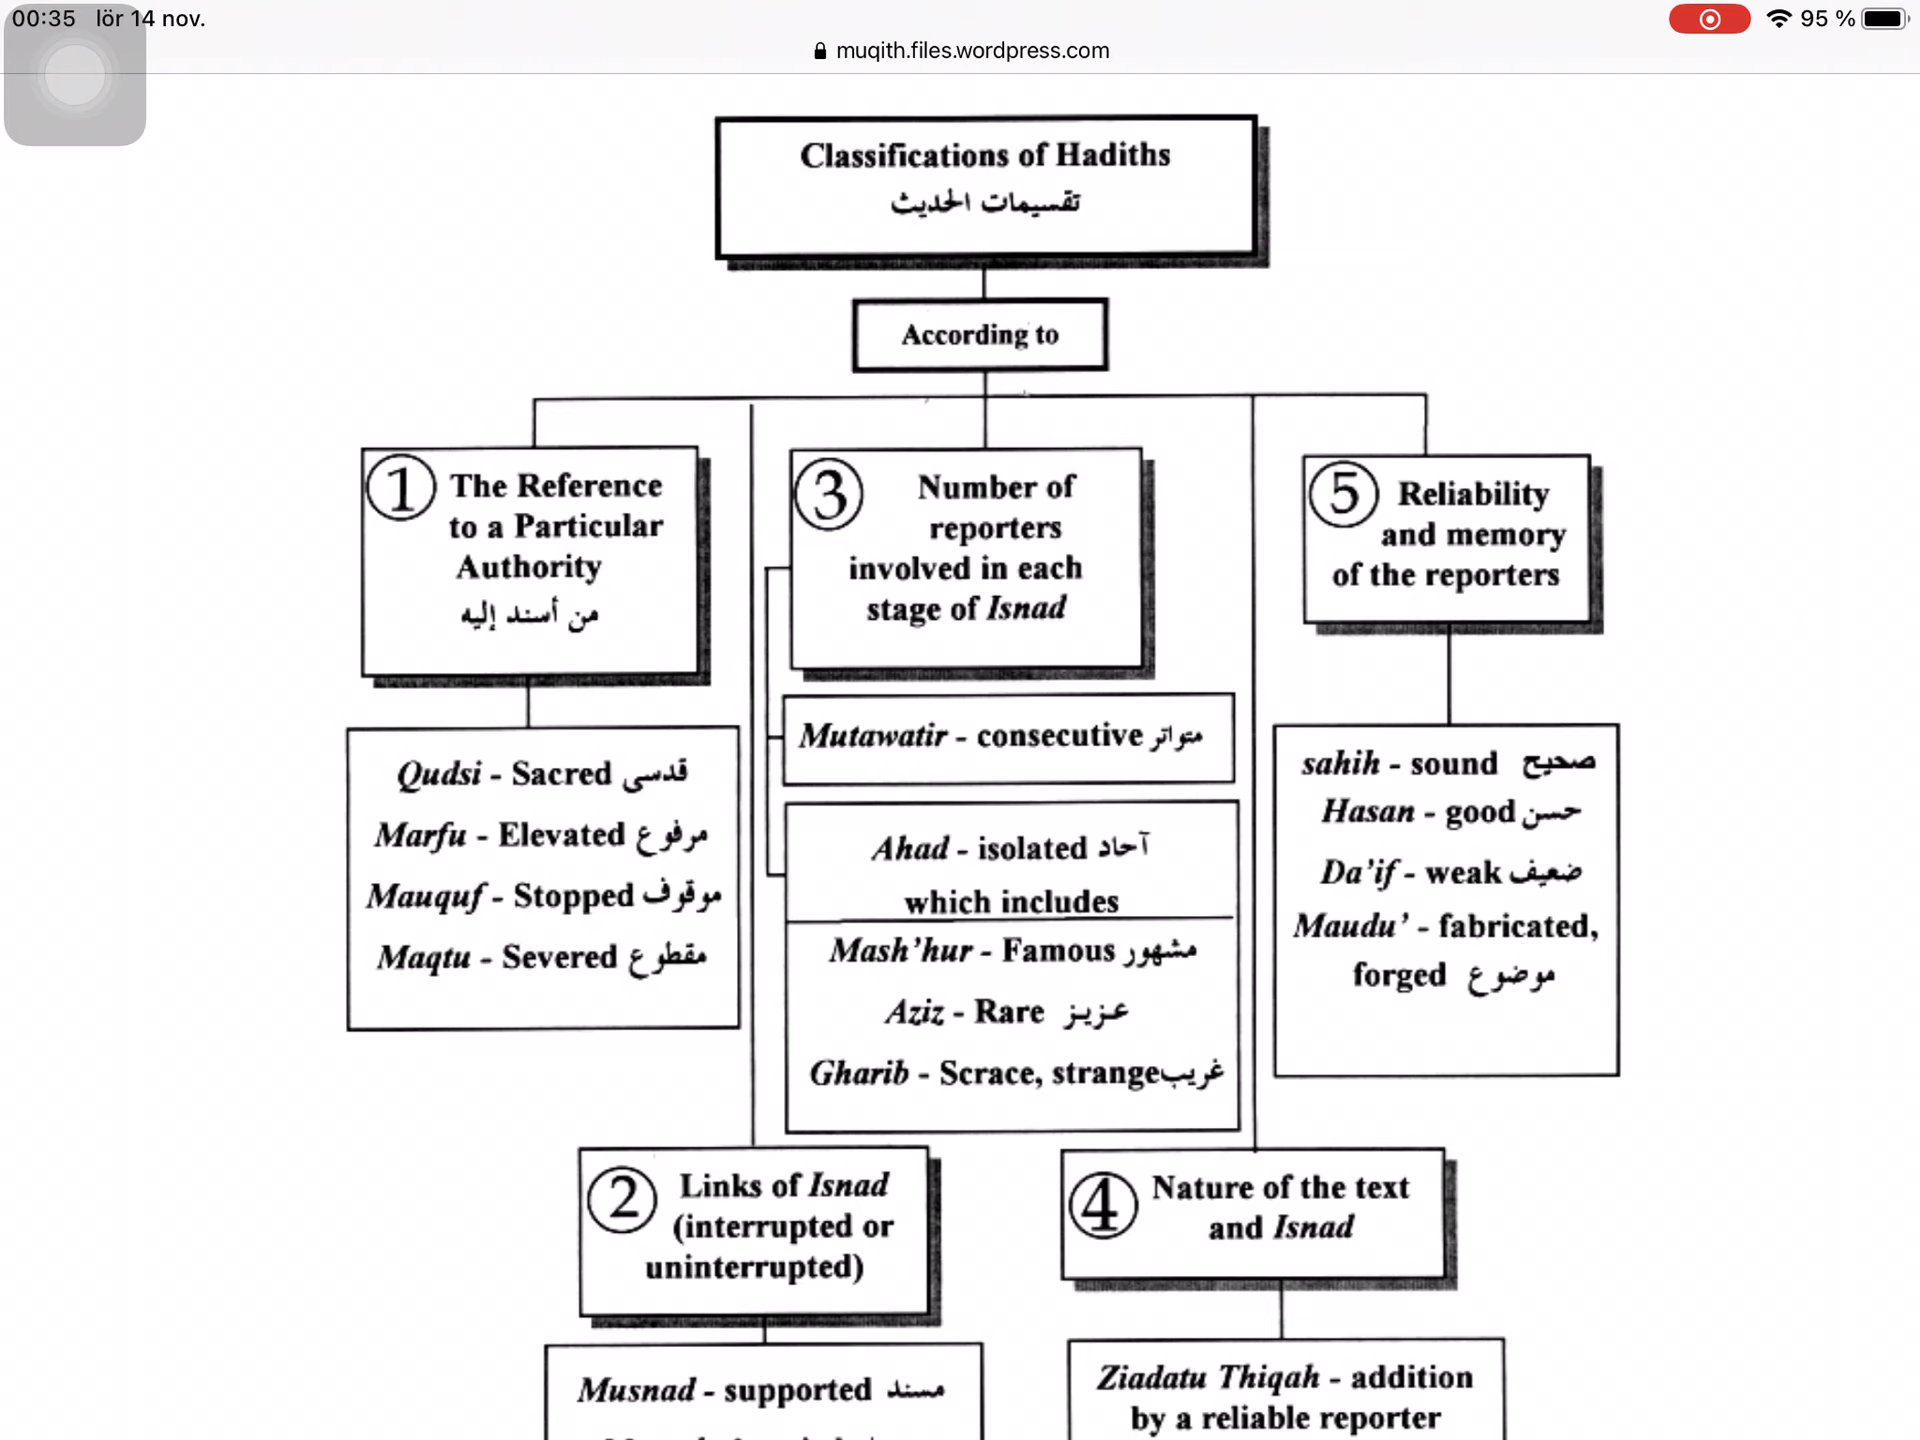 00:35 lör 14 nov.
95 %
muqith.files.wordpress.com
Classifications of Hadiths
تقسيمات الحديث
According to
1 The Reference
to a Particular
Authority
من أسند إليه
Qudsi - Sacred قدسى
Marfu - Elevated مرفوع
Mauquf - Stopped موقوف
Maqtu - Severed مقطوع
3 Number of
reporters
involved in each
stage of Isnad
Mutawatir - consecutive متواتر
Ahad - isolated آحاد
which includes
Mash’hur - Famous مشهور
Aziz - Rare عزيز
Gharib - Scrace, strange غريب
5 Reliability
and memory
of the reporters
sahih - sound صحيح
Hasan - good حسن
Da’if - weak ضعيف
Maudu’ - fabricated,
forged موضوع
2 Links of Isnad
(interrupted or
uninterrupted)
Musnad - supported مسند
4 Nature of the text
and Isnad
Ziadatu Thiqah - addition
by a reliable reporter